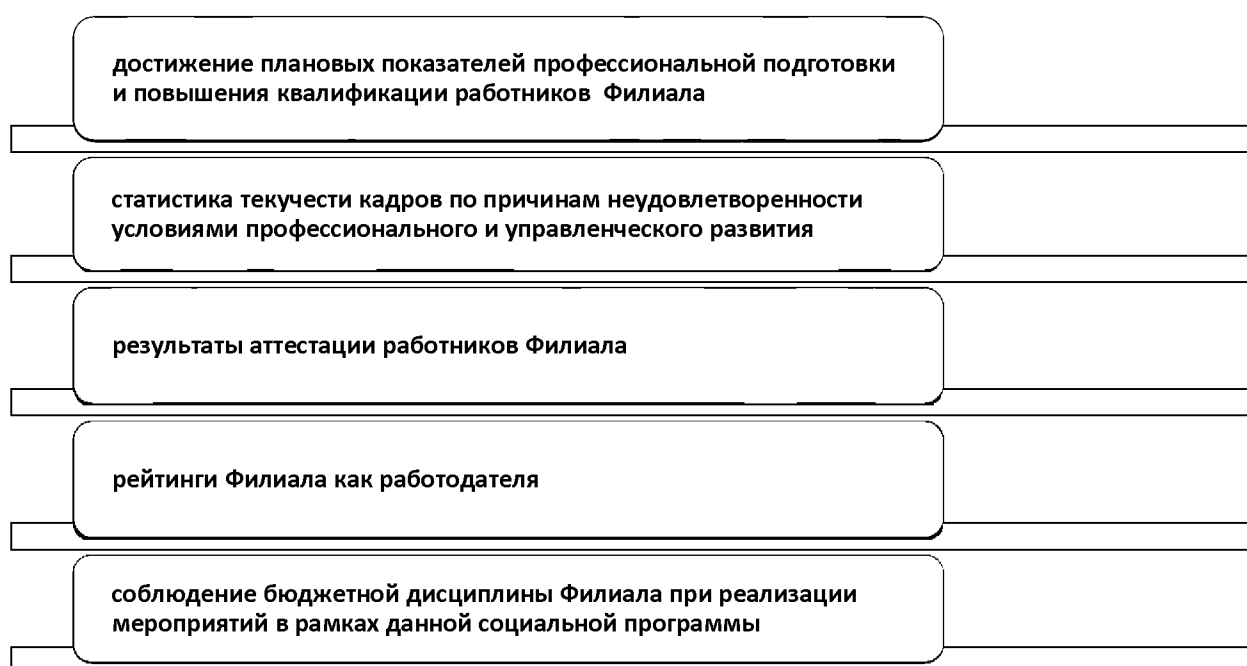 достижение плановых показателей профессиональной подготовки
и повышения квалификации работников Филиала
статистика текучести кадров по причинам неудовлетворенности
условиями профессионального и управленческого развития
результаты аттестации работников Филиала
рейтинги Филиала как работодателя
соблюдение бюджетной дисциплины Филиала при реализации
мероприятий в рамках данной социальной программы